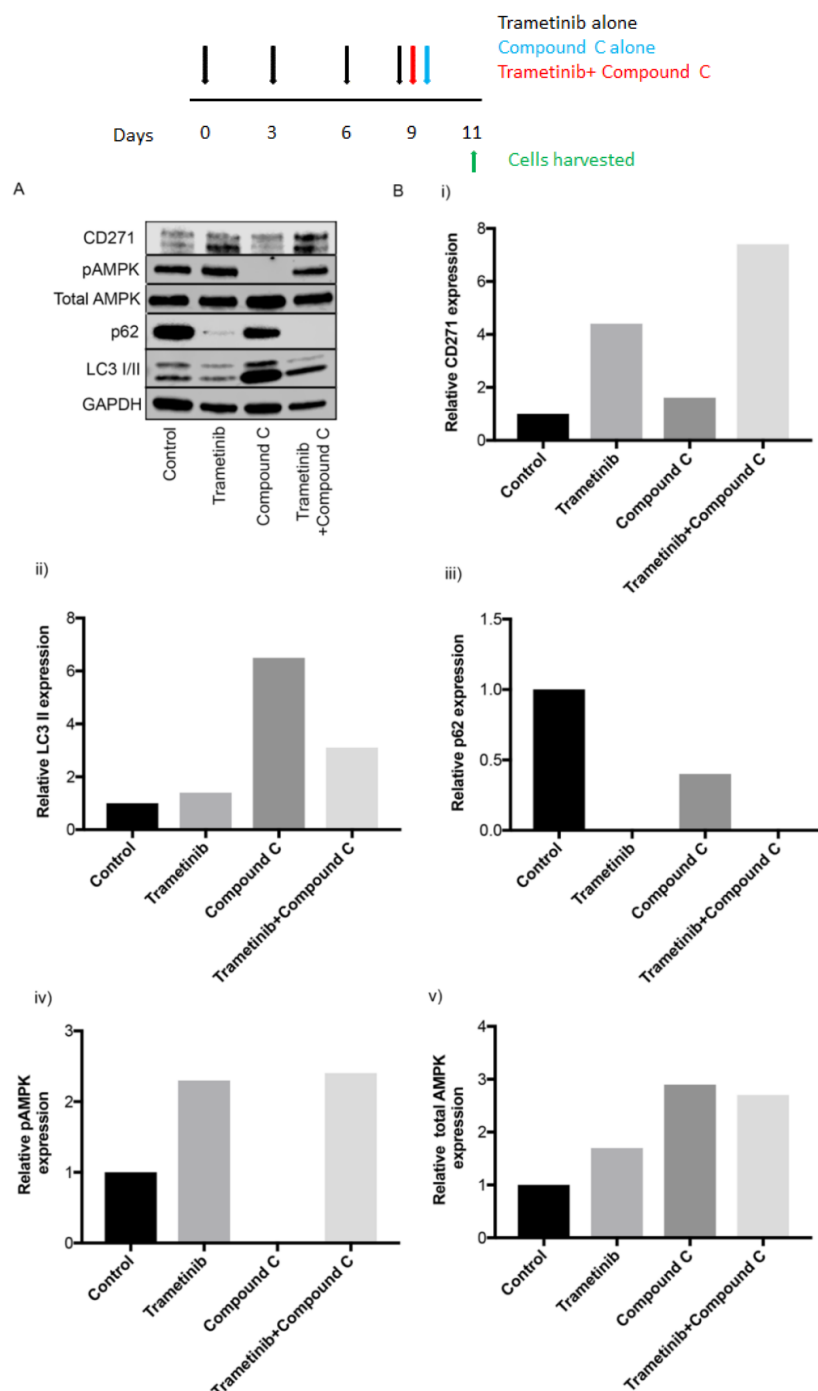 Trametinib alone
Compound C alone
Trametinib+ Compound C
Days 0 3 6 9 11
Cells harvested
A
CD271
pAMPK
Total AMPK
p62
LC3 I/II
GAPDH
Control
Trametinib
Compound C
Trametinib
+Compound C
B
i)
Relative CD271 expression
8
6
4
2
0
Control
Trametinib
Compound C
Trametinib+Compound C
ii)
Relative LC3 II expression
8
6
4
2
0
Control
Trametinib
Compound C
Trametinib+Compound C
iii)
Relative p62 expression
1.5
1.0
0.5
0.0
Control
Trametinib
Compound C
Trametinib+Compound C
iv)
Relative pAMPK
expression
3
2
1
0
Control
Trametinib
Compound C
Trametinib+Compound C
v)
Relative total AMPK
expression
4
3
2
1
0
Control
Trametinib
Compound C
Trametinib+Compound C